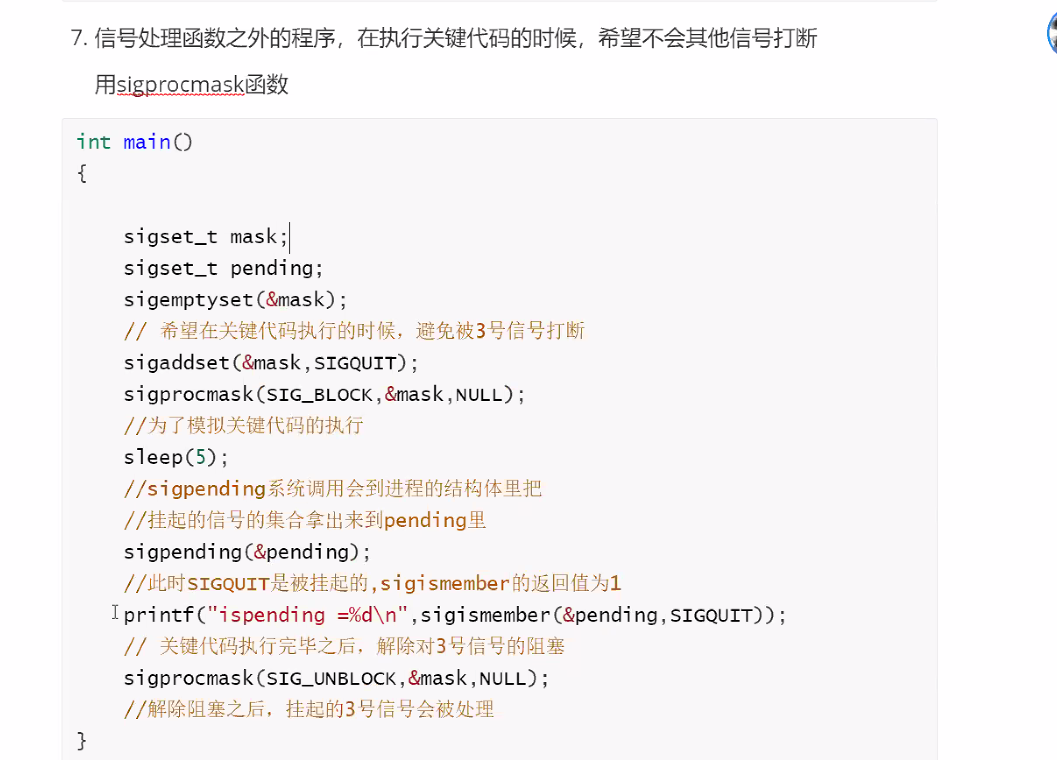 7. 信号处理函数之外的程序，在执行关键代码的时候，希望不会其他信号打断
用sigprocmask函数
int main()
{
sigset_t mask;
sigset_t pending;
sigemptyset(&mask);
// 希望在关键代码执行的时候，避免被3号信号打断
sigaddset(&mask,SIGQUIT);
sigprocmask(SIG_BLOCK,&mask,NULL);
//为了模拟关键代码的执行
sleep(5);
//sigpending系统调用会到进程的结构体里把
//挂起的信号的集合拿出来到pending里
sigpending(&pending);
//此时SIGQUIT是被挂起的,sigismember的返回值为1
printf("ispending =%d\n",sigismember(&pending,SIGQUIT));
// 关键代码执行完毕之后，解除对3号信号的阻塞
sigprocmask(SIG_UNBLOCK,&mask,NULL);
//解除阻塞之后，挂起的3号信号会被处理
}